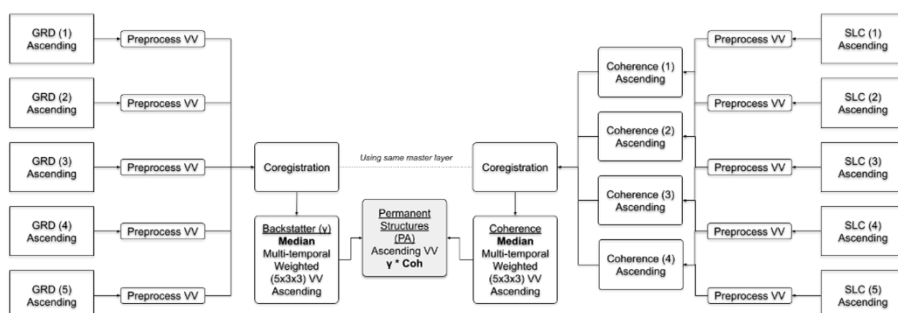 GRD (1)
Ascending
Preprocess VV
GRD (2)
Ascending
Preprocess VV
GRD (3)
Ascending
Preprocess VV
GRD (4)
Ascending
Preprocess VV
GRD (5)
Ascending
Preprocess VV
Coregistration
Using same master layer
Coregistration
Backstatter (γ)
Median
Multi-temporal
Weighted
(5x3x3) VV
Ascending
Permanent
Structures
(PA)
Ascending VV
γ * Coh
Coherence
Median
Multi-temporal
Weighted
(5x3x3) VV
Ascending
Coherence (1)
Ascending
Coherence (2)
Ascending
Coherence (3)
Ascending
Coherence (4)
Ascending
Preprocess VV
SLC (1)
Ascending
Preprocess VV
SLC (2)
Ascending
Preprocess VV
SLC (3)
Ascending
Preprocess VV
SLC (4)
Ascending
Preprocess VV
SLC (5)
Ascending